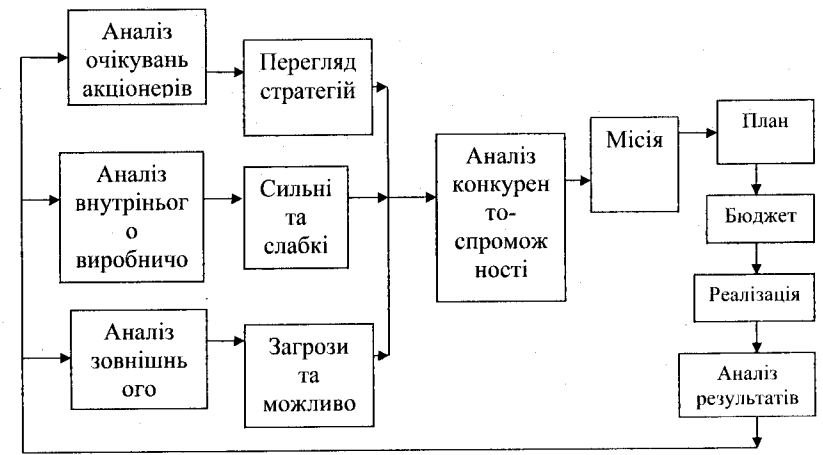 Аналіз
очікувань
акціонерів
Перегляд
стратегій
Аналіз
внутріньог
о
виробничо
Сильні
та
слабкі
Аналіз
зовнішнь
ого
Загрози
та
можливо
Аналіз
конкурен
то-
спромож
ності
Місія
План
Бюджет
Реалізація
Аналіз
результатів